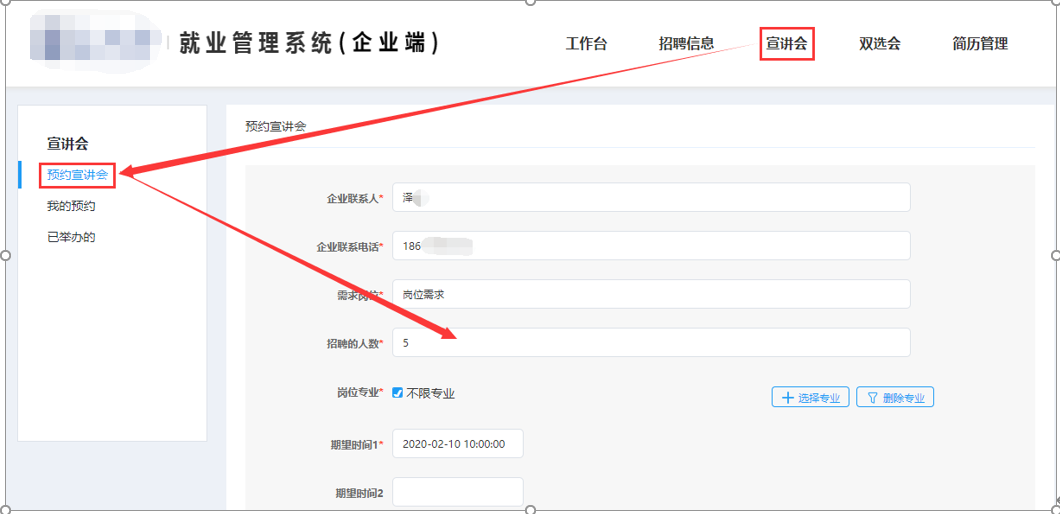 就业管理系统(企业端)
工作台 招聘信息 宣讲会 双选会 简历管理
宣讲会
预约宣讲会
我的预约
已举办的
预约宣讲会
企业联系人* 泽
企业联系电话* 186
需求岗位* 岗位需求
招聘的人数* 5
岗位专业* 不限专业 选择专业 删除专业
期里时间1* 2020-02-10 10:00:00
期里时间2